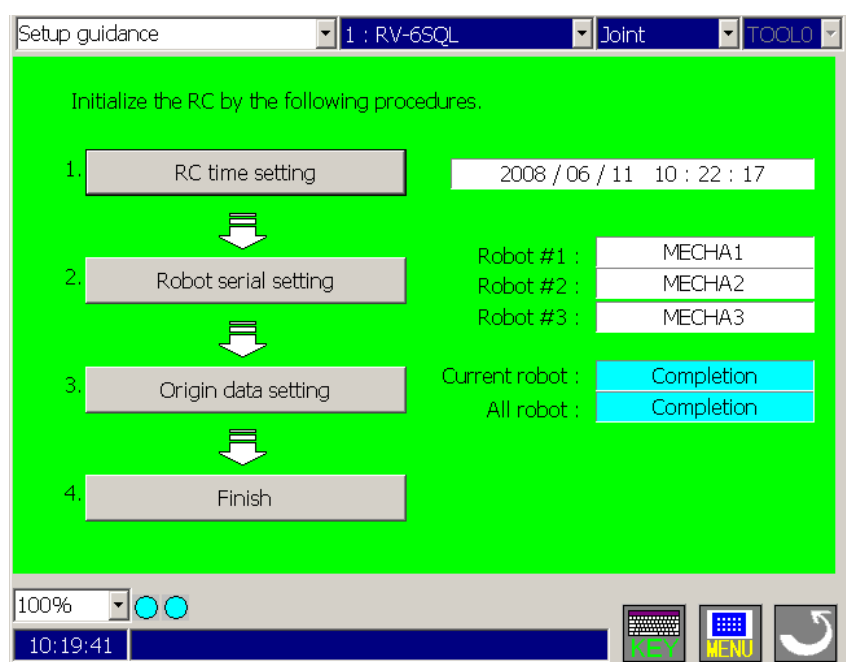 Setup guidance 1 : RV-6SQL Joint TOOL0
Initialize the RC by the following procedures.
1. RC time setting 2008 / 06 / 11 10 : 22 : 17
Robot #1 : MECHA1
2. Robot serial setting Robot #2 : MECHA2
Robot #3 : MECHA3
3. Origin data setting Current robot : Completion
All robot : Completion
4. Finish
100%
10:19:41 KEY MENU